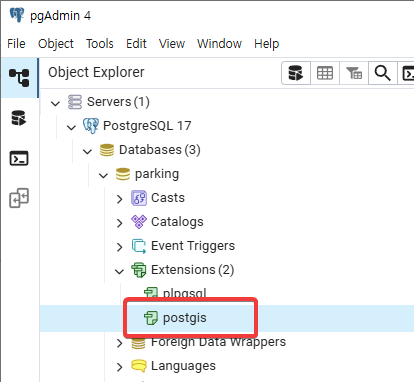 pgAdmin 4
File Object Tools Edit View Window Help
Object Explorer
Servers (1)
PostgreSQL 17
Databases (3)
parking
Casts
Catalogs
Event Triggers
Extensions (2)
plpgsql
postgis
Foreign Data Wrappers
Languages